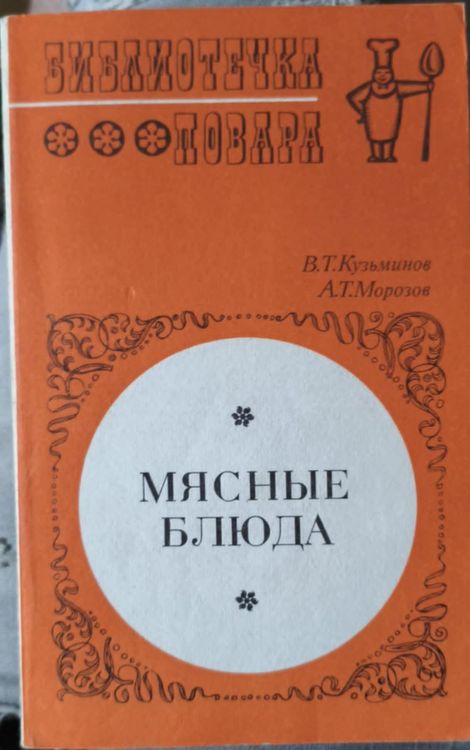 БИБЛИОТЕЧКА
ПОВАРА
В.Т.Кузьминов
А.Т.Морозов
МЯСНЫЕ
БЛЮДА